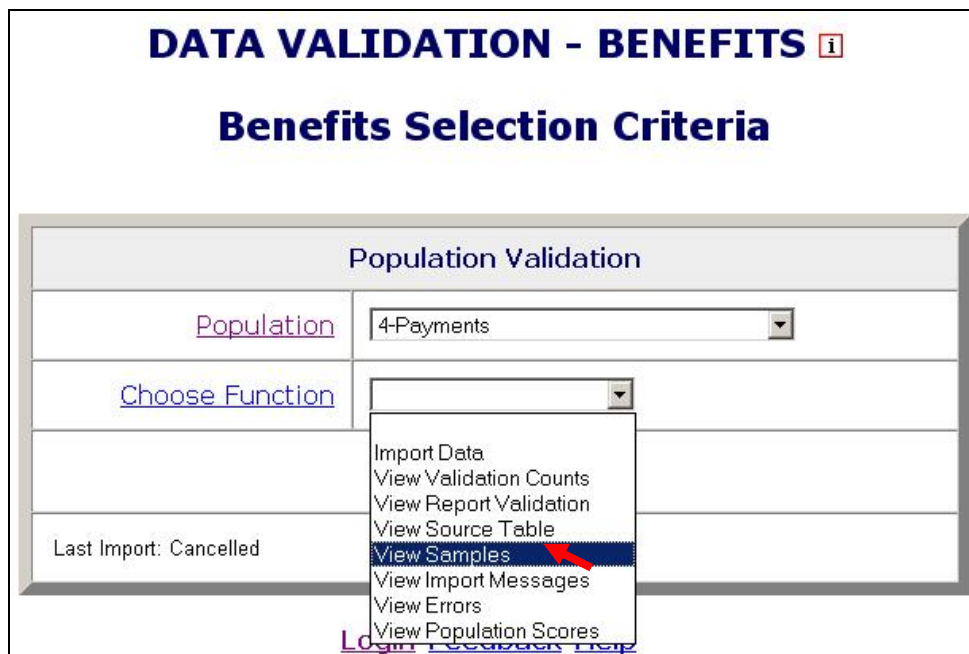 DATA VALIDATION - BENEFITS i
Benefits Selection Criteria
Population Validation
Population 4-Payments
Choose Function
Import Data
View Validation Counts
View Report Validation
View Source Table
Last Import: Cancelled
View Samples
View Import Messages
View Errors
View Population Scores
Login Feedback Help